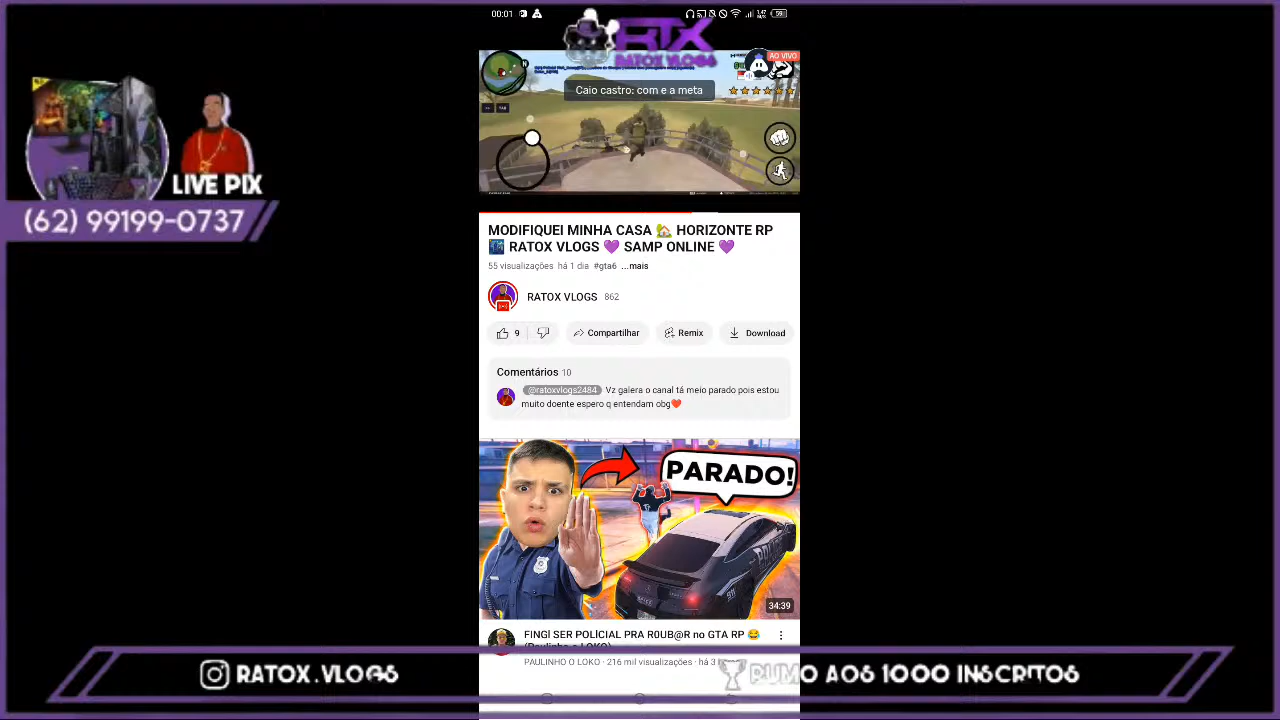 00:01
59
RTX
RATOX VLOGS
AO VIVO
N
Caio castro: com e a meta
LIVE PIX
(62) 99199-0737
MODIFIQUEI MINHA CASA 🏡 HORIZONTE RP
🌃 RATOX VLOGS 💜 SAMP ONLINE 💜
55 visualizações há 1 dia #gta6 ...mais
RATOX VLOGS 862
9 Compartilhar Remix Download
Comentários 10
@ratoxvlogs2484 Vz galera o canal tá meio parado pois estou
muito doente espero q entendam obg❤️
PARADO!
34:39
FINGI SER POLICIAL PRA R0UB@R no GTA RP 😂
(Paulinho o LOKO)
PAULINHO O LOKO · 216 mil visualizações · há 3
RATOX.VLOGS
RUMO AOS 1000 INSCRITOS